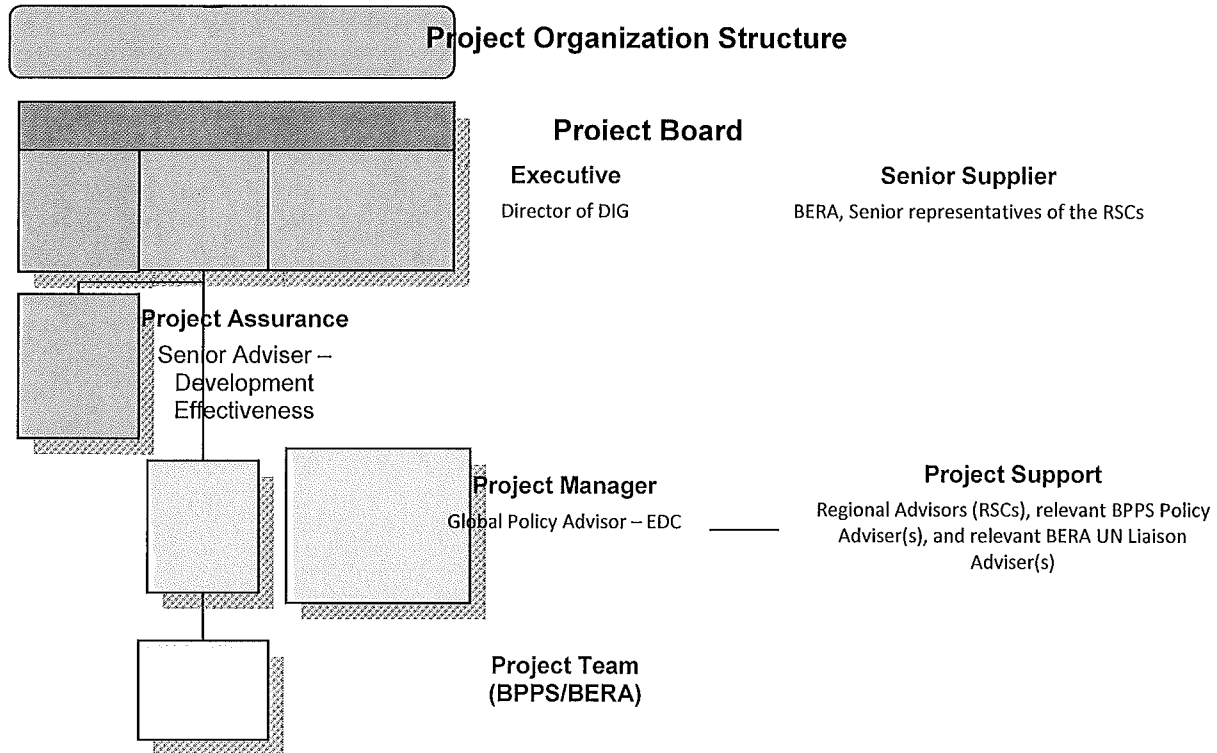 Project Organization Structure
Project Board
Executive
Senior Supplier
Director of DIG
BERA, Senior representatives of the RSCs
Project Assurance
Senior Adviser –
Development
Effectiveness
Project Manager
Global Policy Advisor – EDC
Project Support
Regional Advisors (RSCs), relevant BPPS Policy
Adviser(s), and relevant BERA UN Liaison
Adviser(s)
Project Team
(BPPS/BERA)